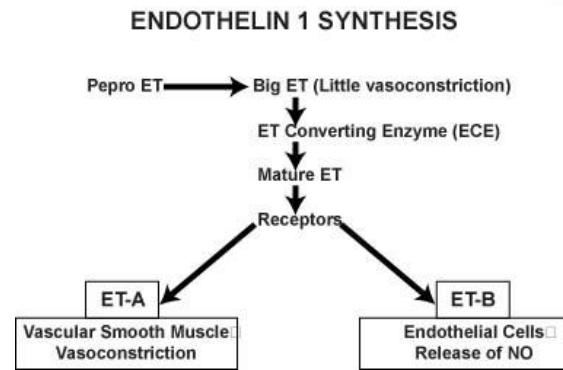 ENDOTHELIN 1 SYNTHESIS
Pepro ET
Big ET (Little vasoconstriction)
ET Converting Enzyme (ECE)
Mature ET
Receptors
ET-A
Vascular Smooth Muscle□
Vasoconstriction
ET-B
Endothelial Cells□
Release of NO